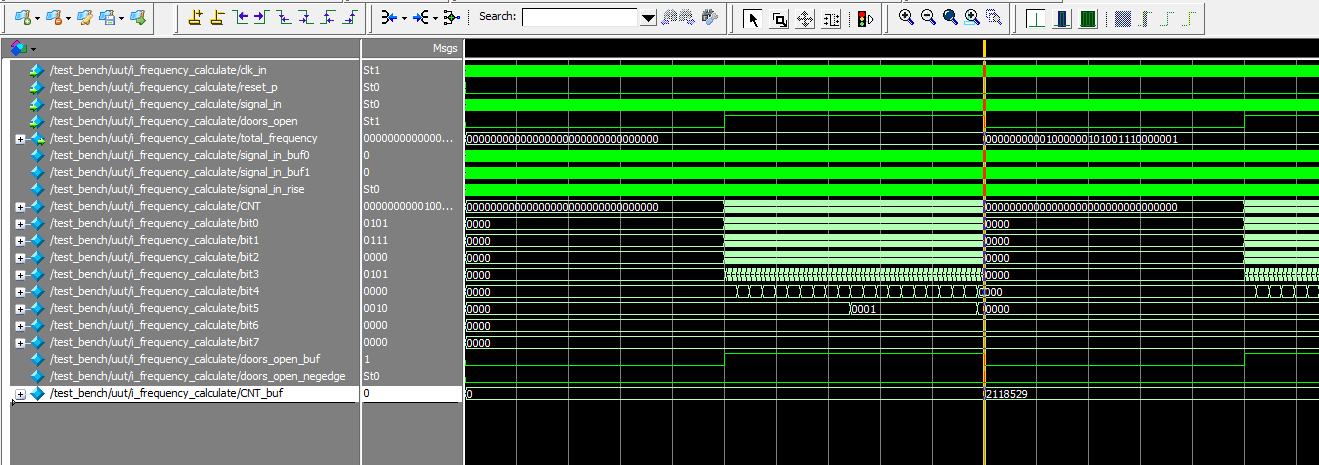 Search:
Msgs
/test_bench/uut/i_frequency_calculate/clk_in St1
/test_bench/uut/i_frequency_calculate/reset_p St0
/test_bench/uut/i_frequency_calculate/signal_in St0
/test_bench/uut/i_frequency_calculate/doors_open St1
/test_bench/uut/i_frequency_calculate/total_frequency 0000000000000... 00000000000000000000000000000000 00000000001000000101001110000001
/test_bench/uut/i_frequency_calculate/signal_in_buf0 0
/test_bench/uut/i_frequency_calculate/signal_in_buf1 0
/test_bench/uut/i_frequency_calculate/signal_in_rise St0
/test_bench/uut/i_frequency_calculate/CNT 0000000000100... 00000000000000000000000000000000 00000000000000000000000000000000
/test_bench/uut/i_frequency_calculate/bit0 0101 0000 0000
/test_bench/uut/i_frequency_calculate/bit1 0111 0000 0000
/test_bench/uut/i_frequency_calculate/bit2 0000 0000 0000
/test_bench/uut/i_frequency_calculate/bit3 0101 0000 0000
/test_bench/uut/i_frequency_calculate/bit4 0000 0000 0000
/test_bench/uut/i_frequency_calculate/bit5 0010 0000 0001 0000
/test_bench/uut/i_frequency_calculate/bit6 0000 0000
/test_bench/uut/i_frequency_calculate/bit7 0000 0000
/test_bench/uut/i_frequency_calculate/doors_open_buf 1
/test_bench/uut/i_frequency_calculate/doors_open_negedge St0
/test_bench/uut/i_frequency_calculate/CNT_buf 0 0 2118529